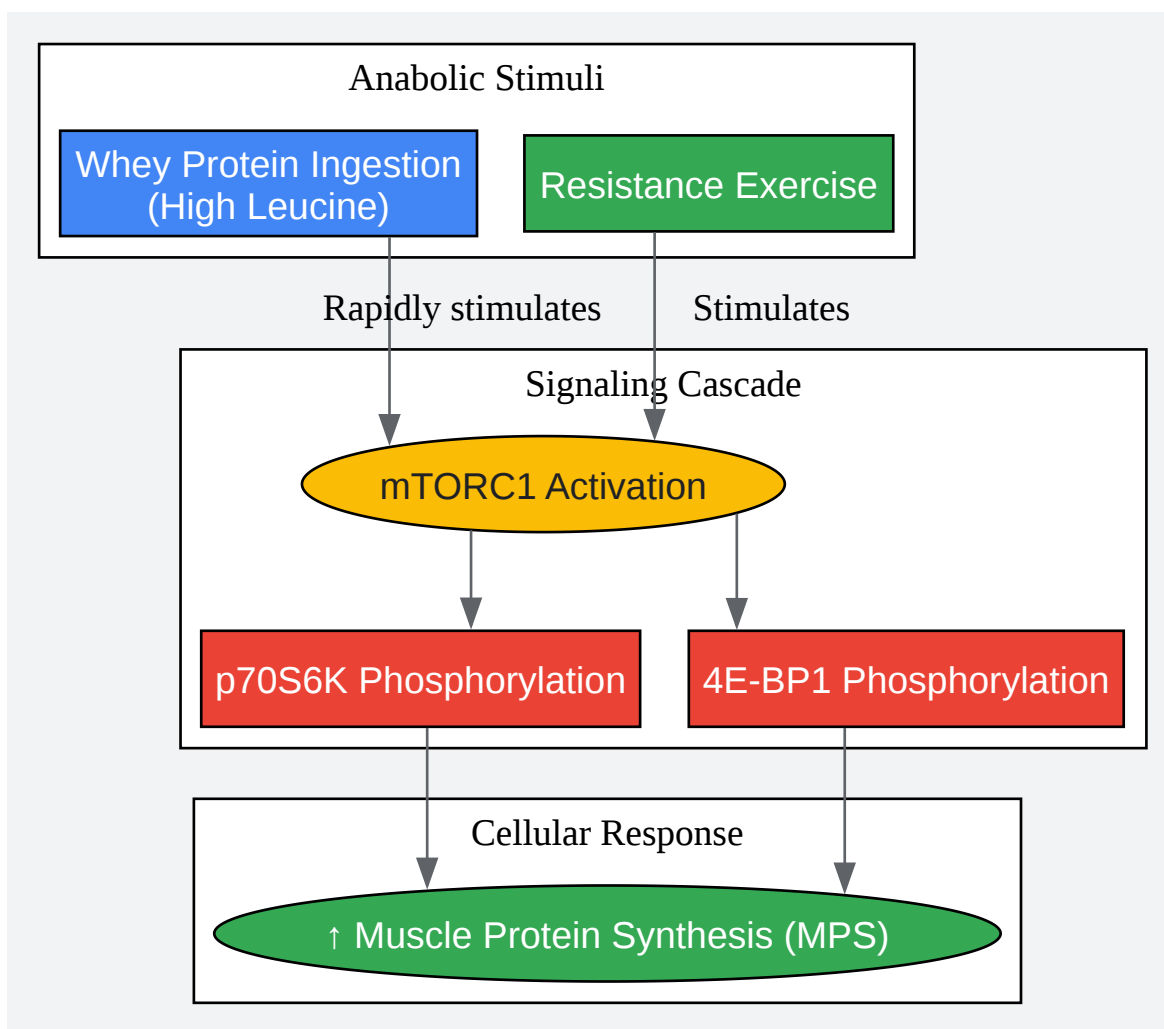 Anabolic Stimuli
Whey Protein Ingestion
(High Leucine)
Resistance Exercise
Rapidly stimulates
Stimulates
Signaling Cascade
mTORC1 Activation
p70S6K Phosphorylation
4E-BP1 Phosphorylation
Cellular Response
↑ Muscle Protein Synthesis (MPS)